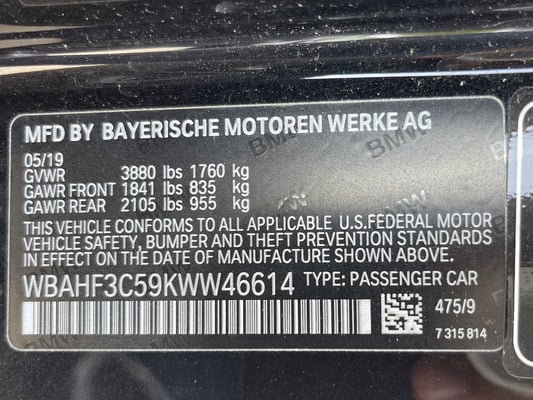 MFD BY BAYERISCHE MOTOREN WERKE AG
05/19
GVWR 3880 lbs 1760 kg
GAWR FRONT 1841 lbs 835 kg
GAWR REAR 2105 lbs 955 kg
THIS VEHICLE CONFORMS TO ALL APPLICABLE U.S.FEDERAL MOTOR
VEHICLE SAFETY, BUMPER AND THEFT PREVENTION STANDARDS
IN EFFECT ON THE DATE OF MANUFACTURE SHOWN ABOVE.
WBAHF3C59KWW46614 TYPE: PASSENGER CAR
475/9
7 315 814